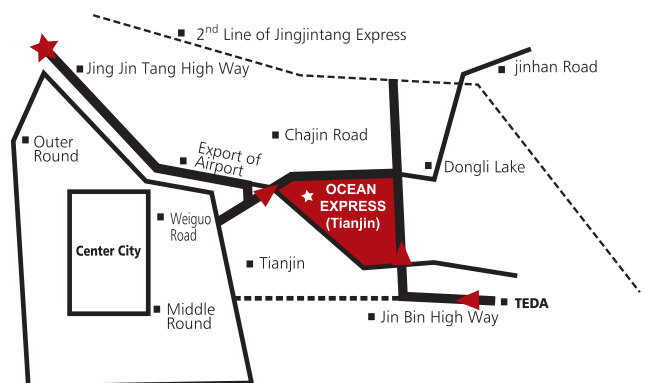 2nd Line of Jingjintang Express
Jing Jin Tang High Way
jinhan Road
Chajin Road
Outer
Round
Export of
Airport
Dongli Lake
OCEAN
EXPRESS
(Tianjin)
Weiguo
Road
Center City
Tianjin
Middle
Round
TEDA
Jin Bin High Way